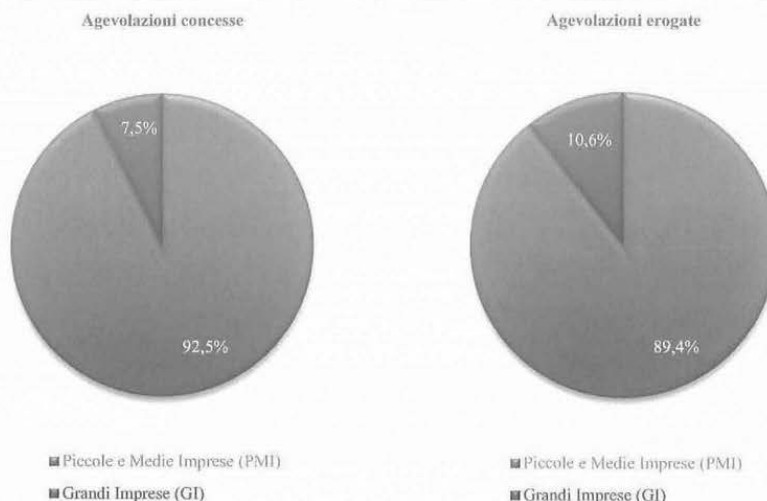 Agevolazioni concesse
7,5%
92,5%
Piccole e Medie Imprese (PMI)
Grandi Imprese (GI)
Agevolazioni erogate
10,6%
89,4%
Piccole e Medie Imprese (PMI)
Grandi Imprese (GI)